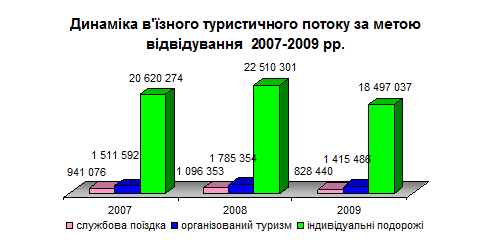 Динаміка в'їзного туристичного потоку за метою
відвідування 2007-2009 рр.
22 510 301
20 620 274
18 497 037
1 511 592
1 785 354
1 415 486
941 076
1 096 353
828 440
2007
2008
2009
службова поїздка
організований туризм
індивідуальні подорожі